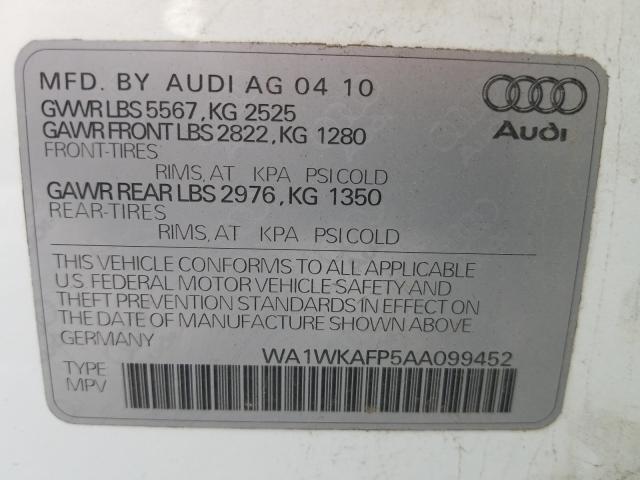 MFD. BY AUDI AG 04 10
GVWR LBS 5567, KG 2525
GAWR FRONT LBS 2822, KG 1280
FRONT-TIRES
RIMS, AT KPA PSI COLD
GAWR REAR LBS 2976, KG 1350
REAR-TIRES
RIMS, AT KPA PSI COLD
Audi
THIS VEHICLE CONFORMS TO ALL APPLICABLE
U.S. FEDERAL MOTOR VEHICLE SAFETY AND
THEFT PREVENTION STANDARDS IN EFFECT ON
THE DATE OF MANUFACTURE SHOWN ABOVE.
GERMANY
WA1WKAFP5AA099452
TYPE
MPV